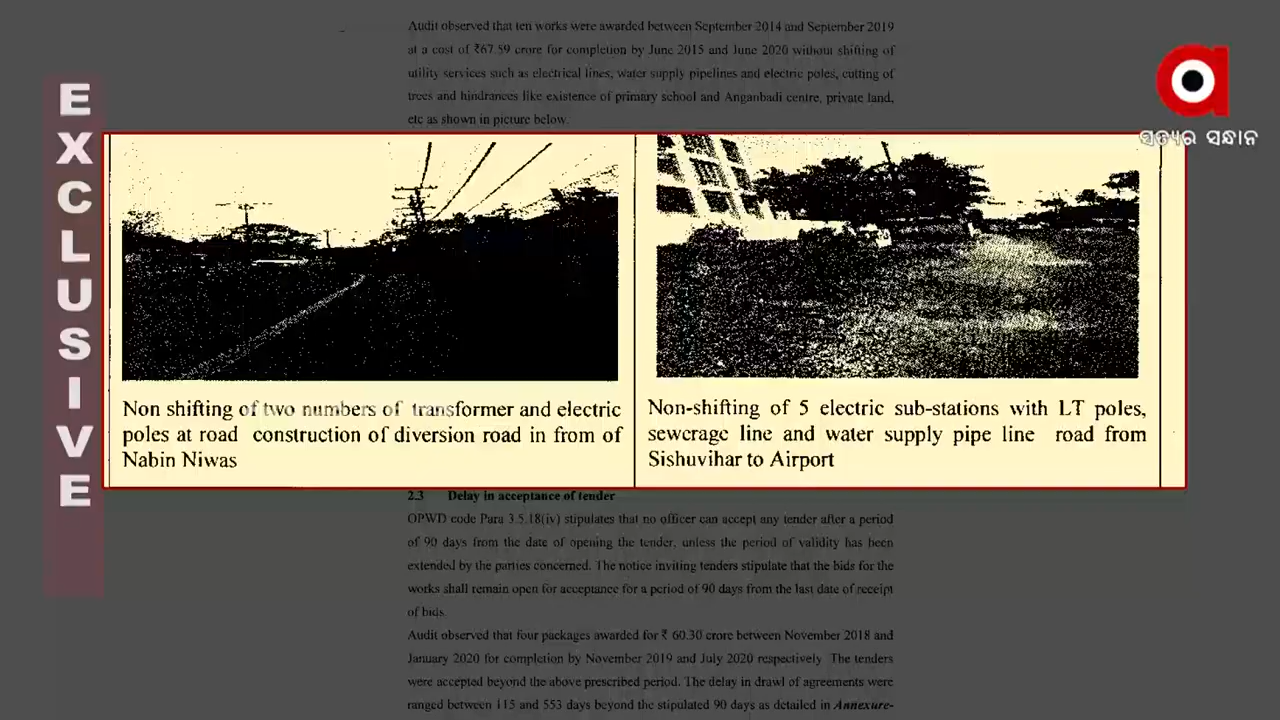 Audit observed that ten works were awarded between September 2014 and September 2019
at a cost of ₹67.59 crore for completion by June 2015 and June 2020 without shifting of
utility services such as electrical lines, water supply pipelines and electric poles, cutting of
trees and hindrances like existence of primary school and Anganbadi centre, private land,
etc as shown in picture below.
ସତ୍ୟର ସନ୍ଧାନ
EXCLUSIVE
Non shifting of two numbers of transformer and electric
poles at road construction of diversion road in from of
Nabin Niwas
Non-shifting of 5 electric sub-stations with LT poles,
sewerage line and water supply pipe line road from
Sishuvihar to Airport
2.3 Delay in acceptance of tender
OPWD code Para 3.5.18(iv) stipulates that no officer can accept any tender after a period
of 90 days from the date of opening the tender, unless the period of validity has been
extended by the parties concerned. The notice inviting tenders stipulate that the bids for the
works shall remain open for acceptance for a period of 90 days from the last date of receipt
of bids.
Audit observed that four packages awarded for ₹ 60.30 crore between November 2018 and
January 2020 for completion by November 2019 and July 2020 respectively. The tenders
were accepted beyond the above prescribed period. The delay in drawl of agreements were
ranged between 115 and 553 days beyond the stipulated 90 days as detailed in Annexure-